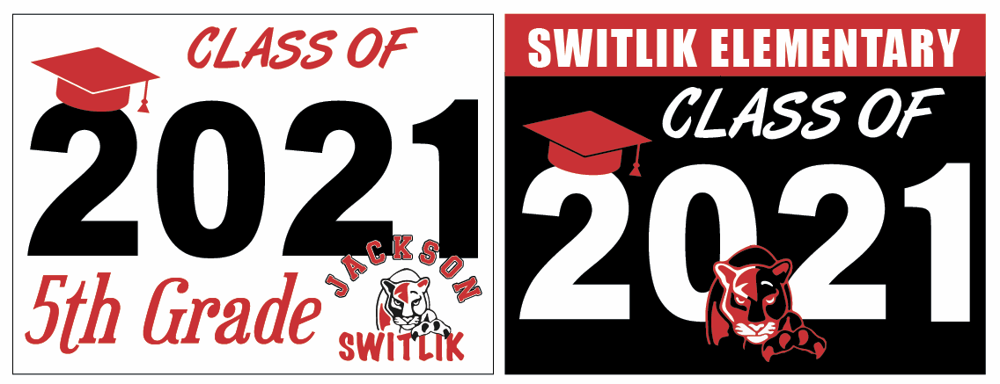 CLASS OF
2021
5th Grade
JACKSON
SWITLIK
SWITLIK ELEMENTARY
CLASS OF
2021